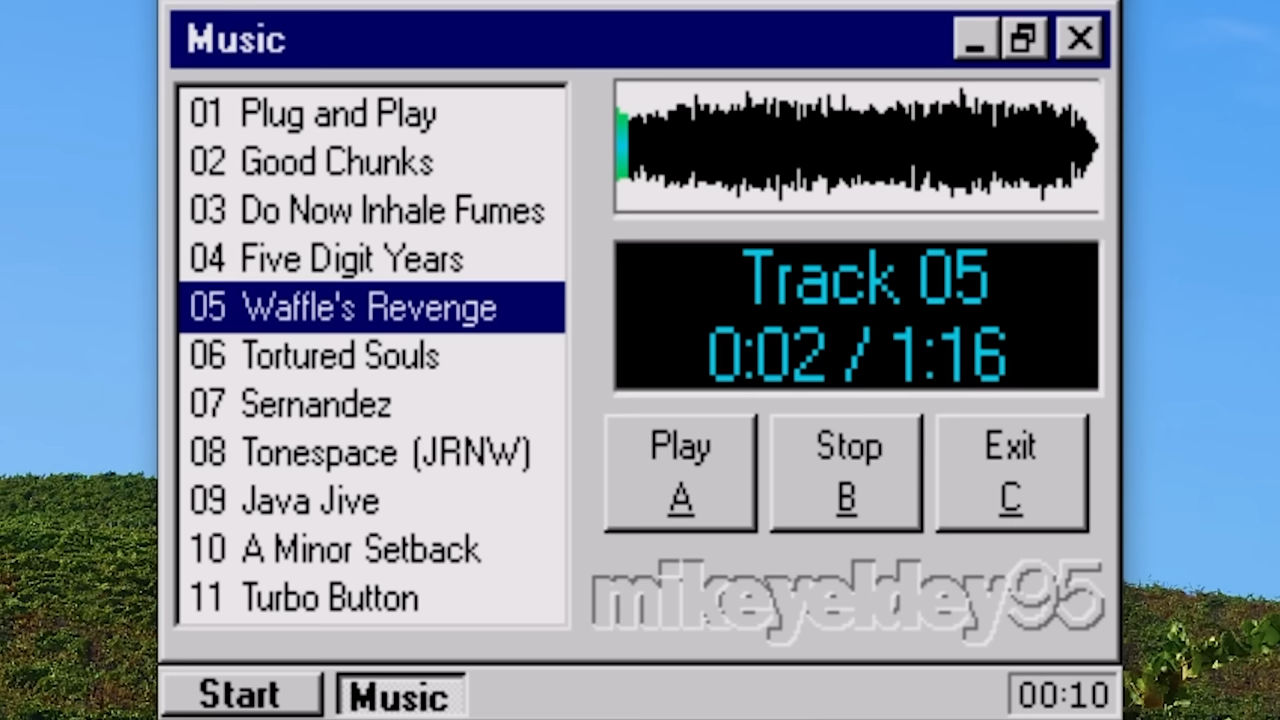 Music
01 Plug and Play
02 Good Chunks
03 Do Now Inhale Fumes
04 Five Digit Years
05 Waffle's Revenge
06 Tortured Souls
07 Sernandez
08 Tonespace (JRNW)
09 Java Jive
10 A Minor Setback
11 Turbo Button
Track 05
0:02 / 1:16
Play
A
Stop
B
Exit
C
mikeyeldey95
Start
Music
00:10